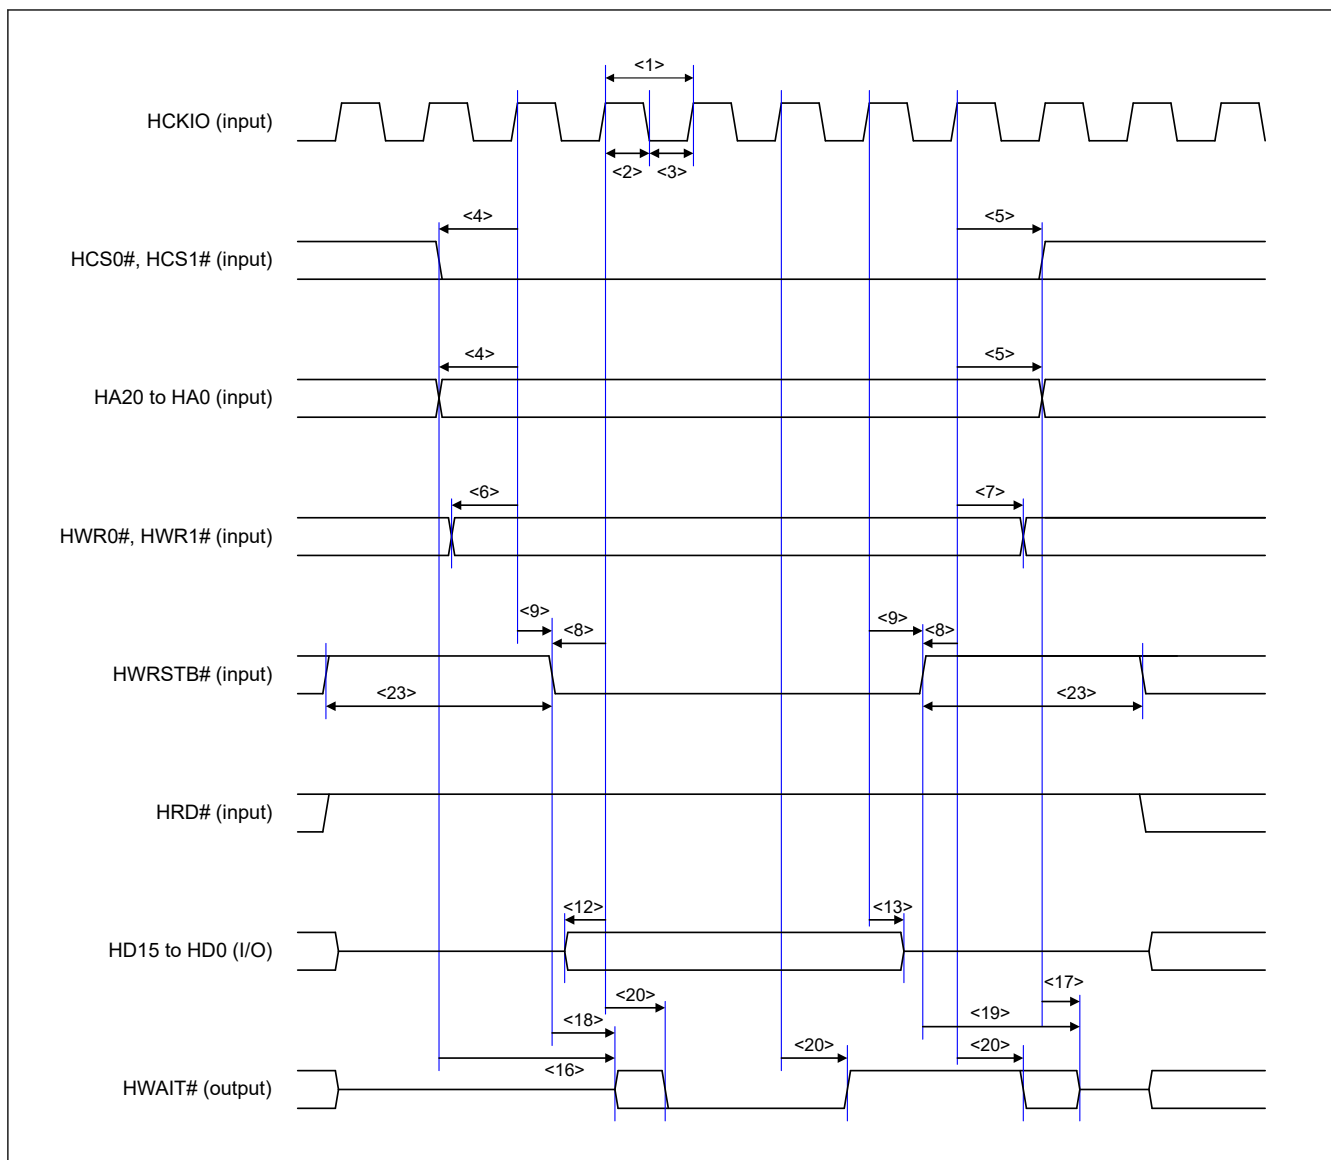 <1>
HCKIO (input)
<2> <3>
<4> <5>
HCS0#, HCS1# (input)
<4> <5>
HA20 to HA0 (input)
<6> <7>
HWR0#, HWR1# (input)
<9> <8> <9> <8>
HWRSTB# (input)
<23> <23>
HRD# (input)
<12> <13>
HD15 to HD0 (I/O)
<17>
<20>
<19>
<18>
<20> <20>
<16>
HWAIT# (output)